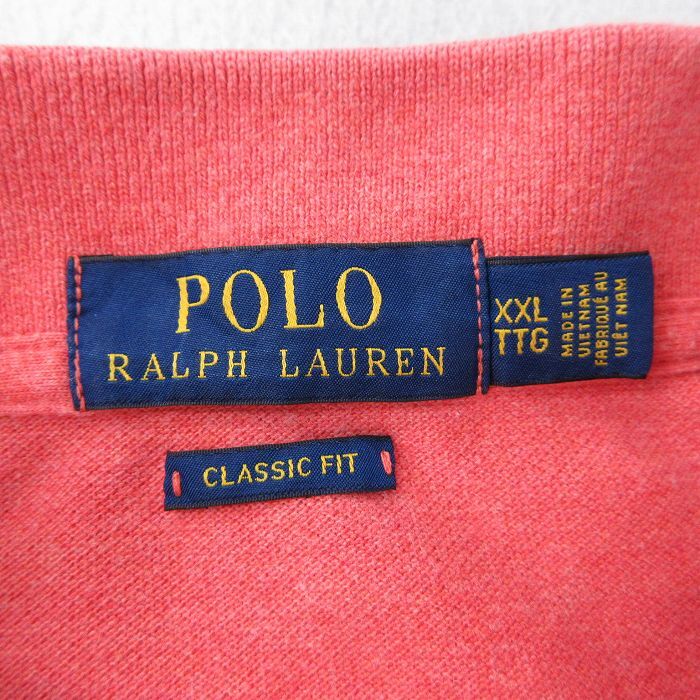 POLO
RALPH LAUREN
XXL
TTG
MADE IN
VIETNAM
FABRIQUÉ AU
VIÊT NAM
CLASSIC FIT